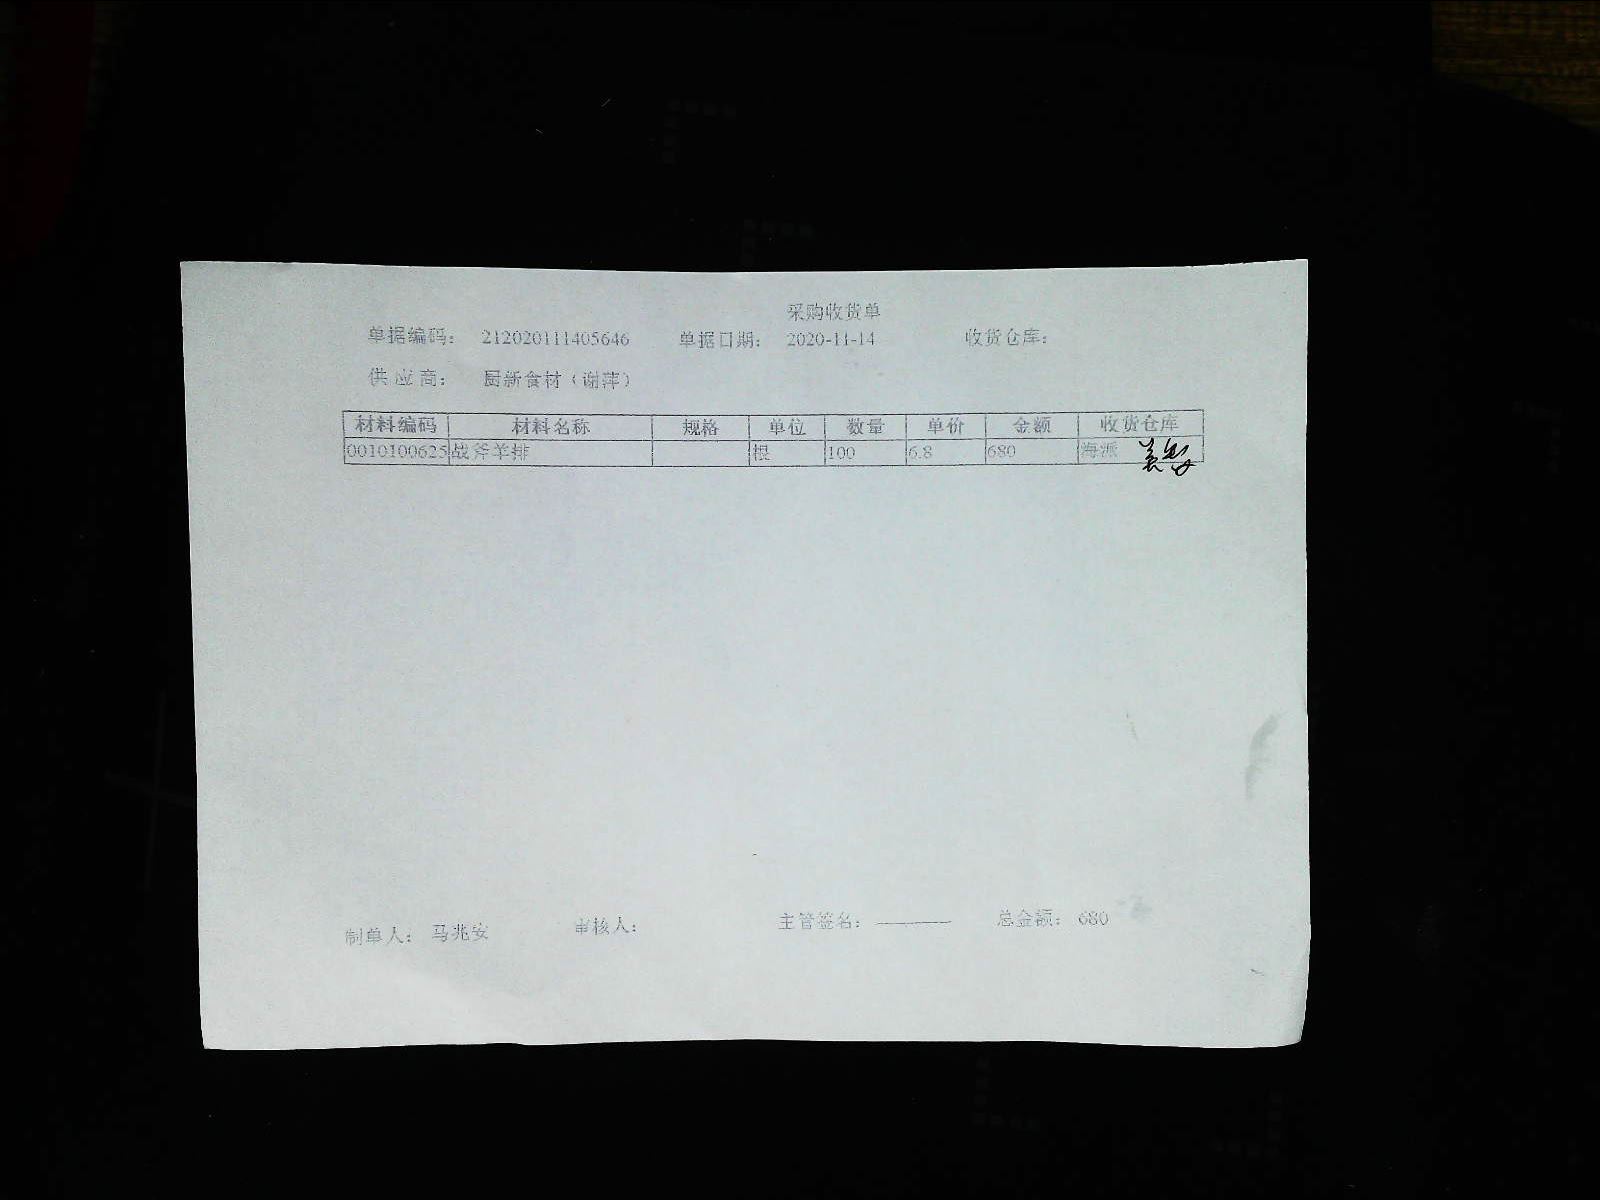 采购收货单
单据编码: 212020111405646 单据日期: 2020-11-14 收货仓库:
供应商: 厨新食材（谢萍）
材料编码 材料名称 规格 单位 数量 单价 金额 收货仓库
0010100625 战斧羊排 根 100 6.8 680 海派
制单人: 马兆安 审核人: 主管签名: 总金额: 680